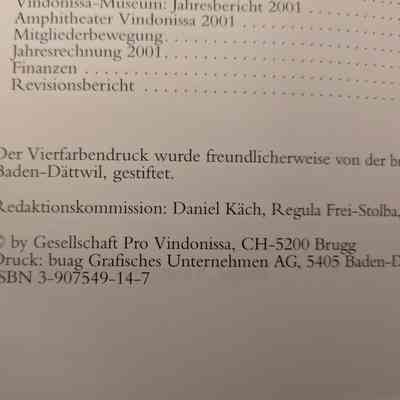 Vindonissa-Museum: Jahresbericht 2001
Amphitheater Vindonissa 2001
Mitgliederbewegung
Jahresrechnung 2001
Finanzen
Revisionsbericht
Der Vierfarbendruck wurde freundlicherweise von der
Baden-Dättwil, gestiftet.
Redaktionskommission: Daniel Käch, Regula Frei-Stolba,
© by Gesellschaft Pro Vindonissa, CH-5200 Brugg
Druck: buag Grafisches Unternehmen AG, 5405 Baden-D
ISBN 3-907549-14-7